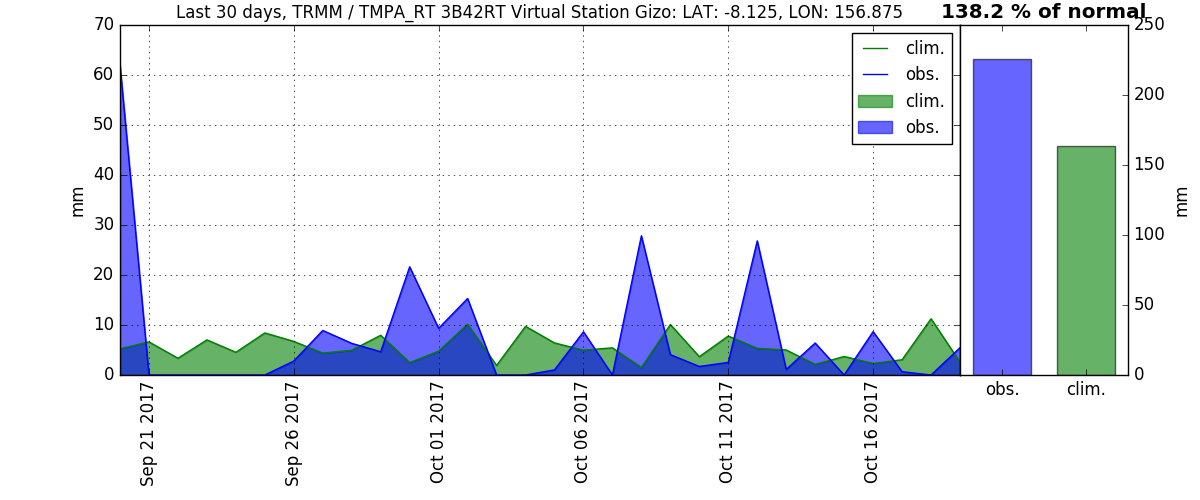 Last 30 days, TRMM / TMPA_RT 3B42RT Virtual Station Gizo: LAT: -8.125, LON: 156.875
138.2 % of normal
70
60
50
40
30
20
10
0
mm
clim.
obs.
clim.
obs.
Sep 21 2017
Sep 26 2017
Oct 01 2017
Oct 06 2017
Oct 11 2017
Oct 16 2017
250
200
150
100
50
0
mm
obs.
clim.